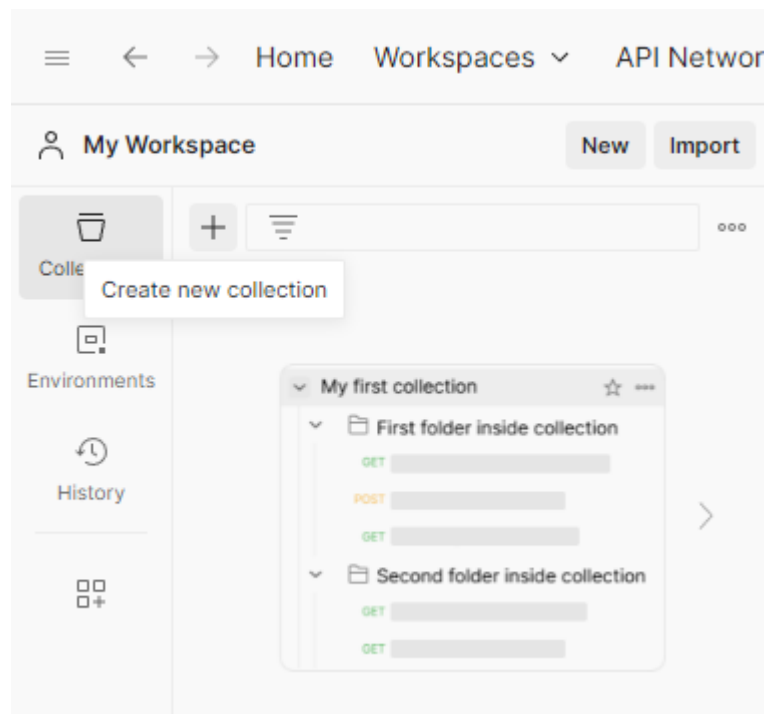 Home Workspaces API Networ
My Workspace New Import
Colle
Create new collection
Environments
My first collection
First folder inside collection
GET
POST
GET
History
Second folder inside collection
GET
GET